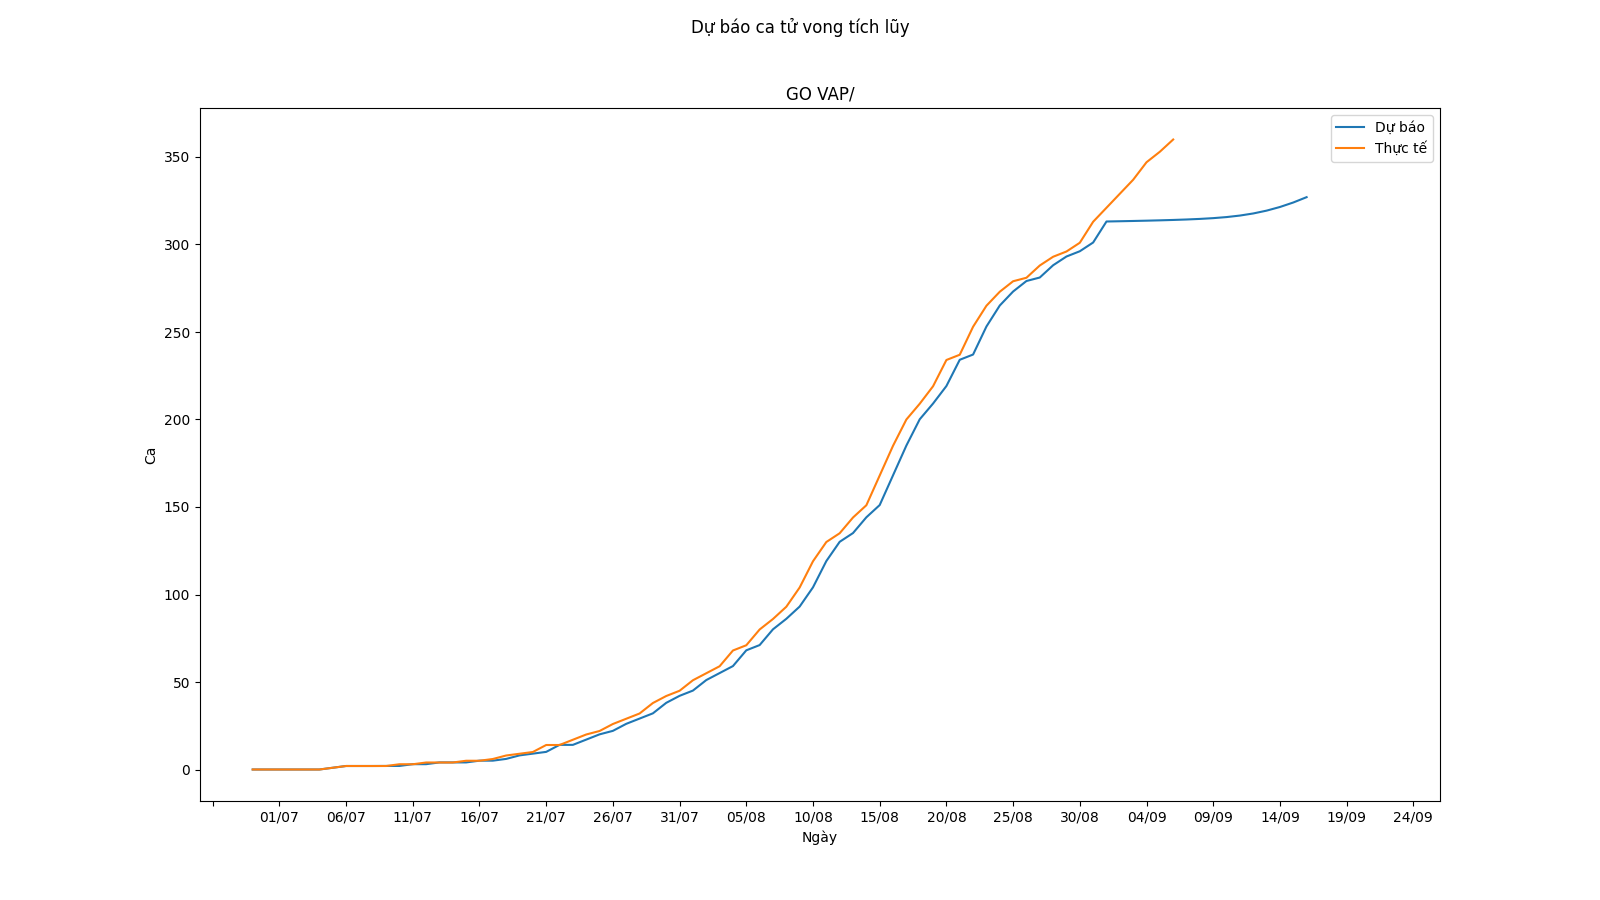 Dự báo ca tử vong tích lũy
GO VAP/
Dự báo
Thực tế
350
300
250
200
150
100
50
0
Ca
01/07 06/07 11/07 16/07 21/07 26/07 31/07 05/08 10/08 15/08 20/08 25/08 30/08 04/09 09/09 14/09 19/09 24/09
Ngày